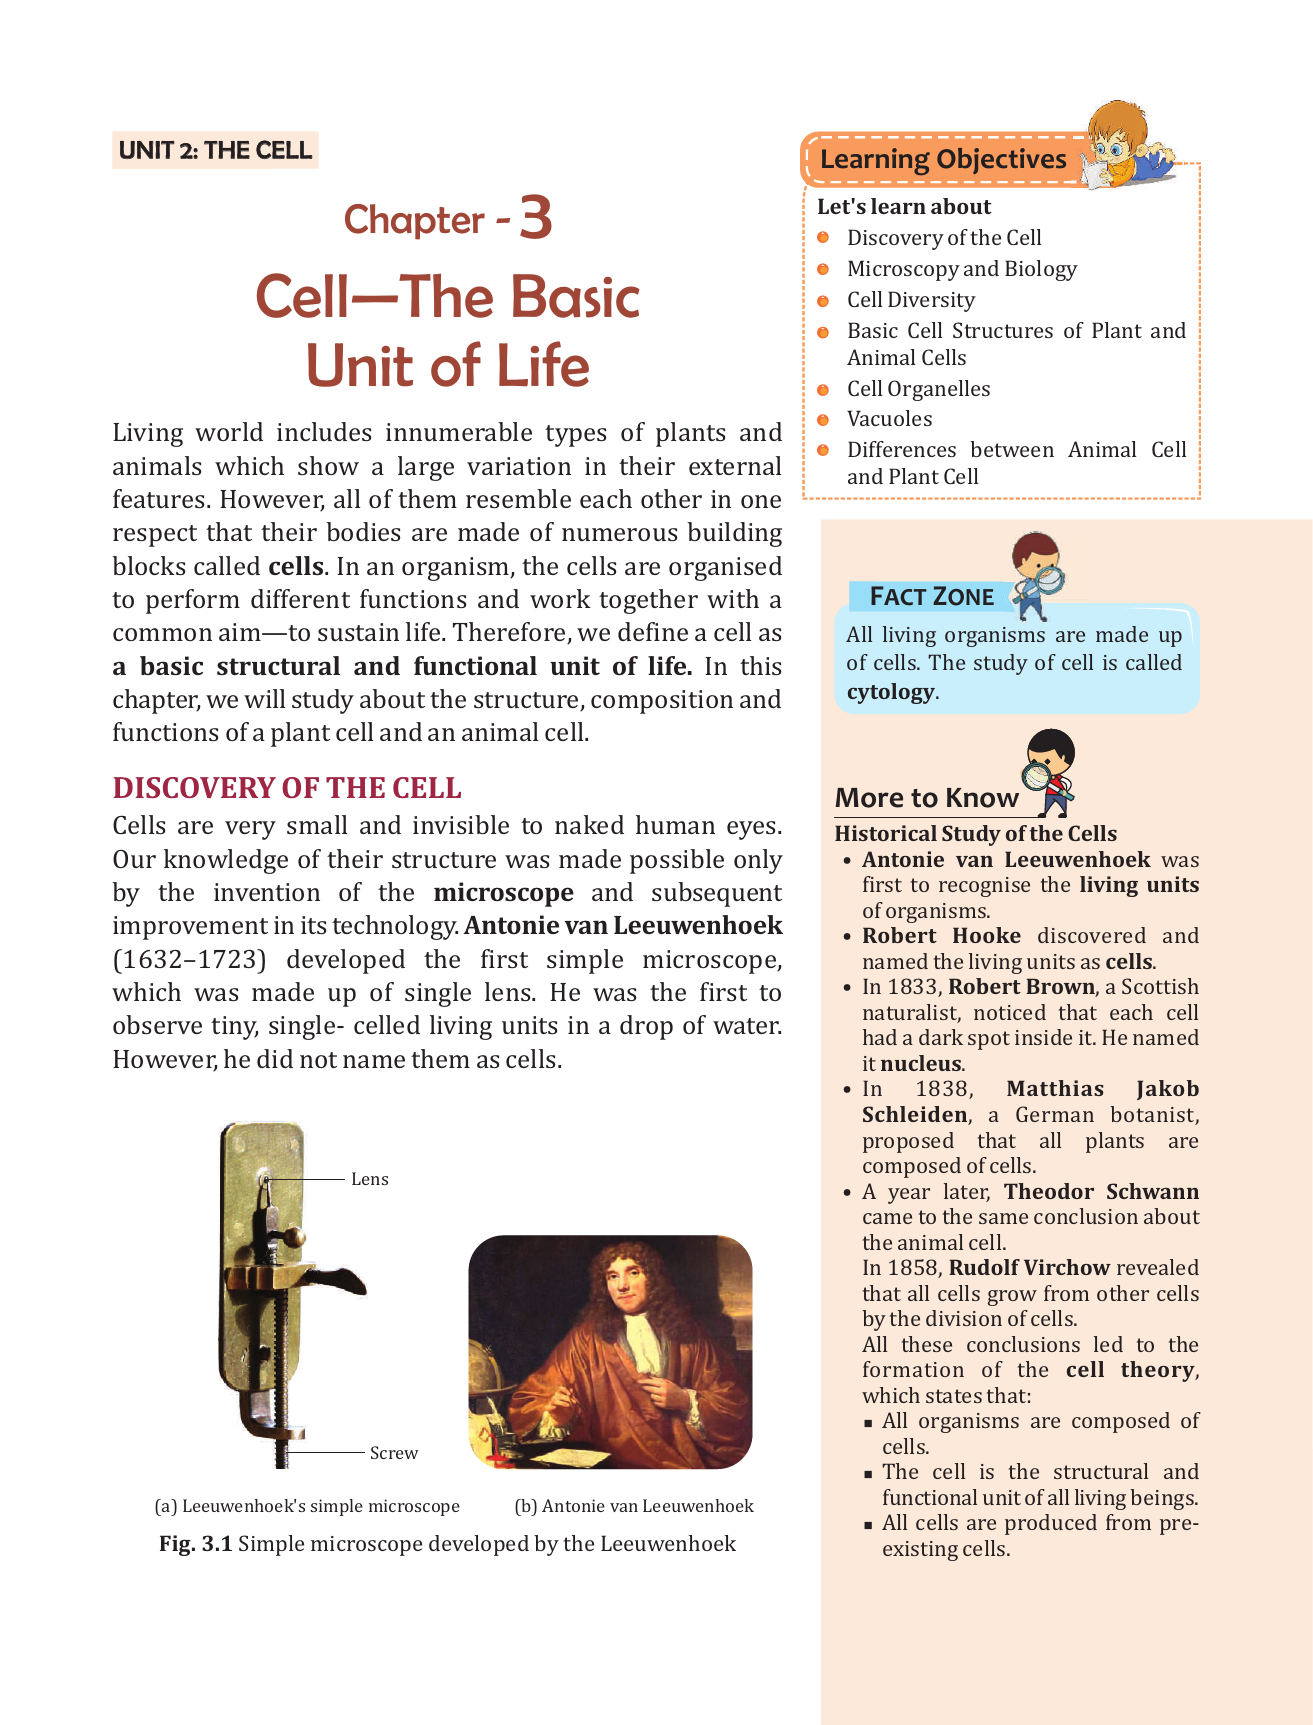 UNIT 2: THE CELL
Chapter - 3
Cell—The Basic
Unit of Life
Living world includes innumerable types of plants and
animals which show a large variation in their external
features. However, all of them resemble each other in one
respect that their bodies are made of numerous building
blocks called cells. In an organism, the cells are organised
to perform different functions and work together with a
common aim—to sustain life. Therefore, we define a cell as
a basic structural and functional unit of life. In this
chapter, we will study about the structure, composition and
functions of a plant cell and an animal cell.
DISCOVERY OF THE CELL
Cells are very small and invisible to naked human eyes.
Our knowledge of their structure was made possible only
by the invention of the microscope and subsequent
improvement in its technology. Antonie van Leeuwenhoek
(1632–1723) developed the first simple microscope,
which was made up of single lens. He was the first to
observe tiny, single- celled living units in a drop of water.
However, he did not name them as cells.
Lens
Screw
(a) Leeuwenhoek's simple microscope
(b) Antonie van Leeuwenhoek
Fig. 3.1 Simple microscope developed by the Leeuwenhoek
Learning Objectives
Let's learn about
Discovery of the Cell
Microscopy and Biology
Cell Diversity
Basic Cell Structures of Plant and
Animal Cells
Cell Organelles
Vacuoles
Differences between Animal Cell
and Plant Cell
FACT ZONE
All living organisms are made up
of cells. The study of cell is called
cytology.
More to Know
Historical Study of the Cells
• Antonie van Leeuwenhoek was
first to recognise the living units
of organisms.
• Robert Hooke discovered and
named the living units as cells.
• In 1833, Robert Brown, a Scottish
naturalist, noticed that each cell
had a dark spot inside it. He named
it nucleus.
• In 1838, Matthias Jakob
Schleiden, a German botanist,
proposed that all plants are
composed of cells.
• A year later, Theodor Schwann
came to the same conclusion about
the animal cell.
In 1858, Rudolf Virchow revealed
that all cells grow from other cells
by the division of cells.
All these conclusions led to the
formation of the cell theory,
which states that:
▪ All organisms are composed of
cells.
▪ The cell is the structural and
functional unit of all living beings.
▪ All cells are produced from pre-
existing cells.